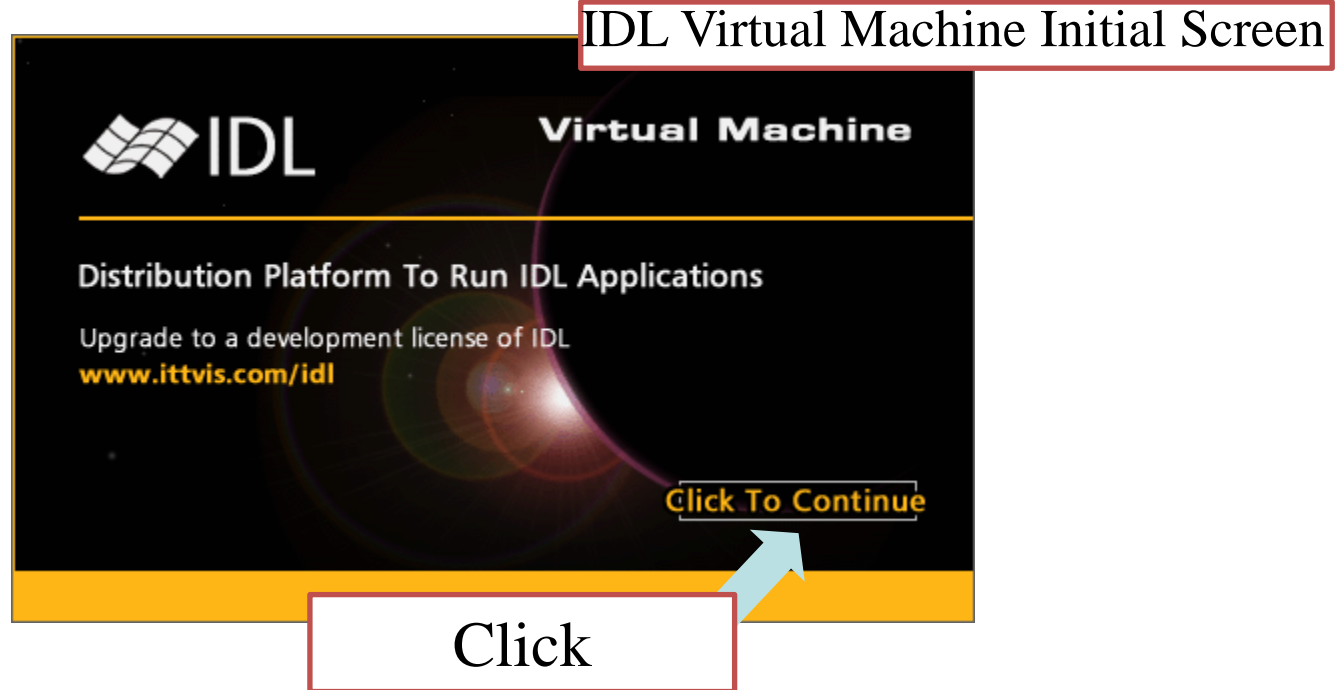 IDL Virtual Machine Initial Screen
IDL
Virtual Machine
Distribution Platform To Run IDL Applications
Upgrade to a development license of IDL
www.ittvis.com/idl
Click To Continue
Click